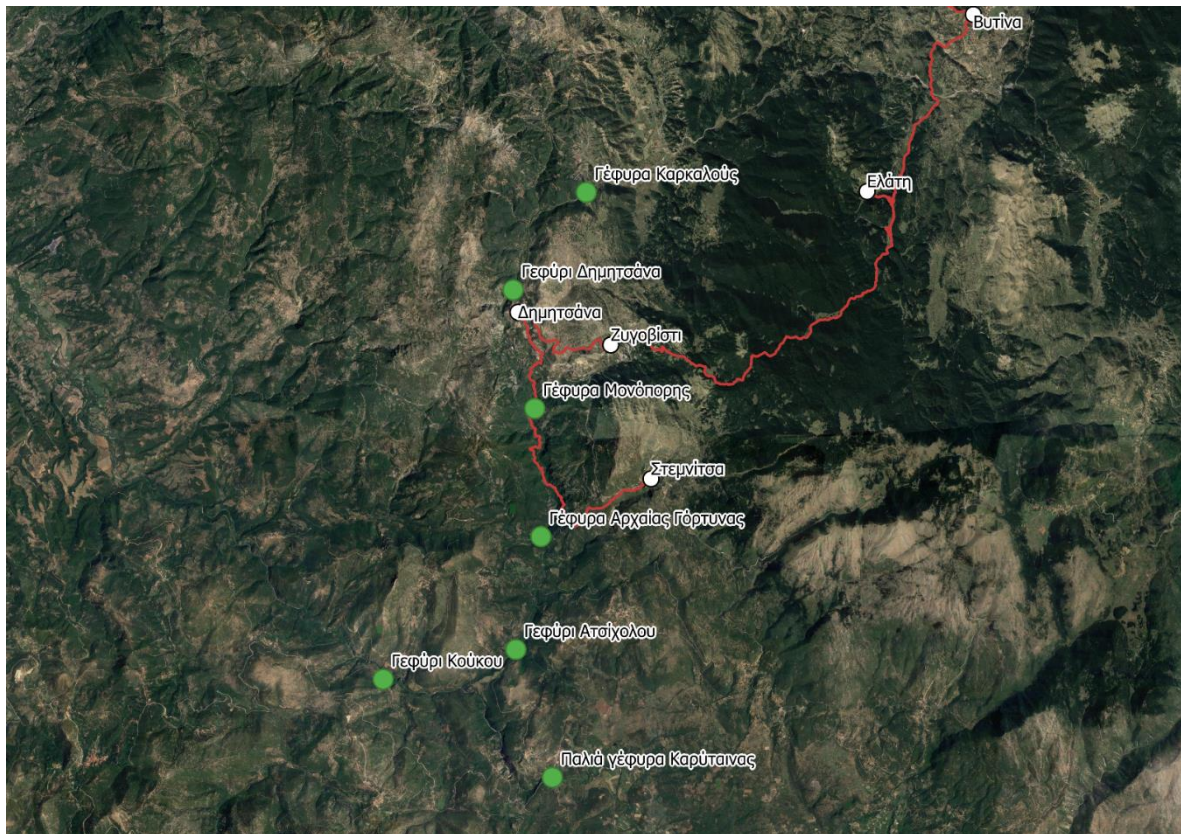 Βυτίνα
Γέφυρα Καρκαλούς
Ελάτη
Γεφύρι Δημητσάνα
Δημητσάνα
Ζυγοβίστι
Γέφυρα Μονόπορης
Στεμνίτσα
Γέφυρα Αρχαίας Γόρτυνας
Γεφύρι Ατσίχολου
Γεφύρι Κούκου
Παλιά γέφυρα Καρύταινας